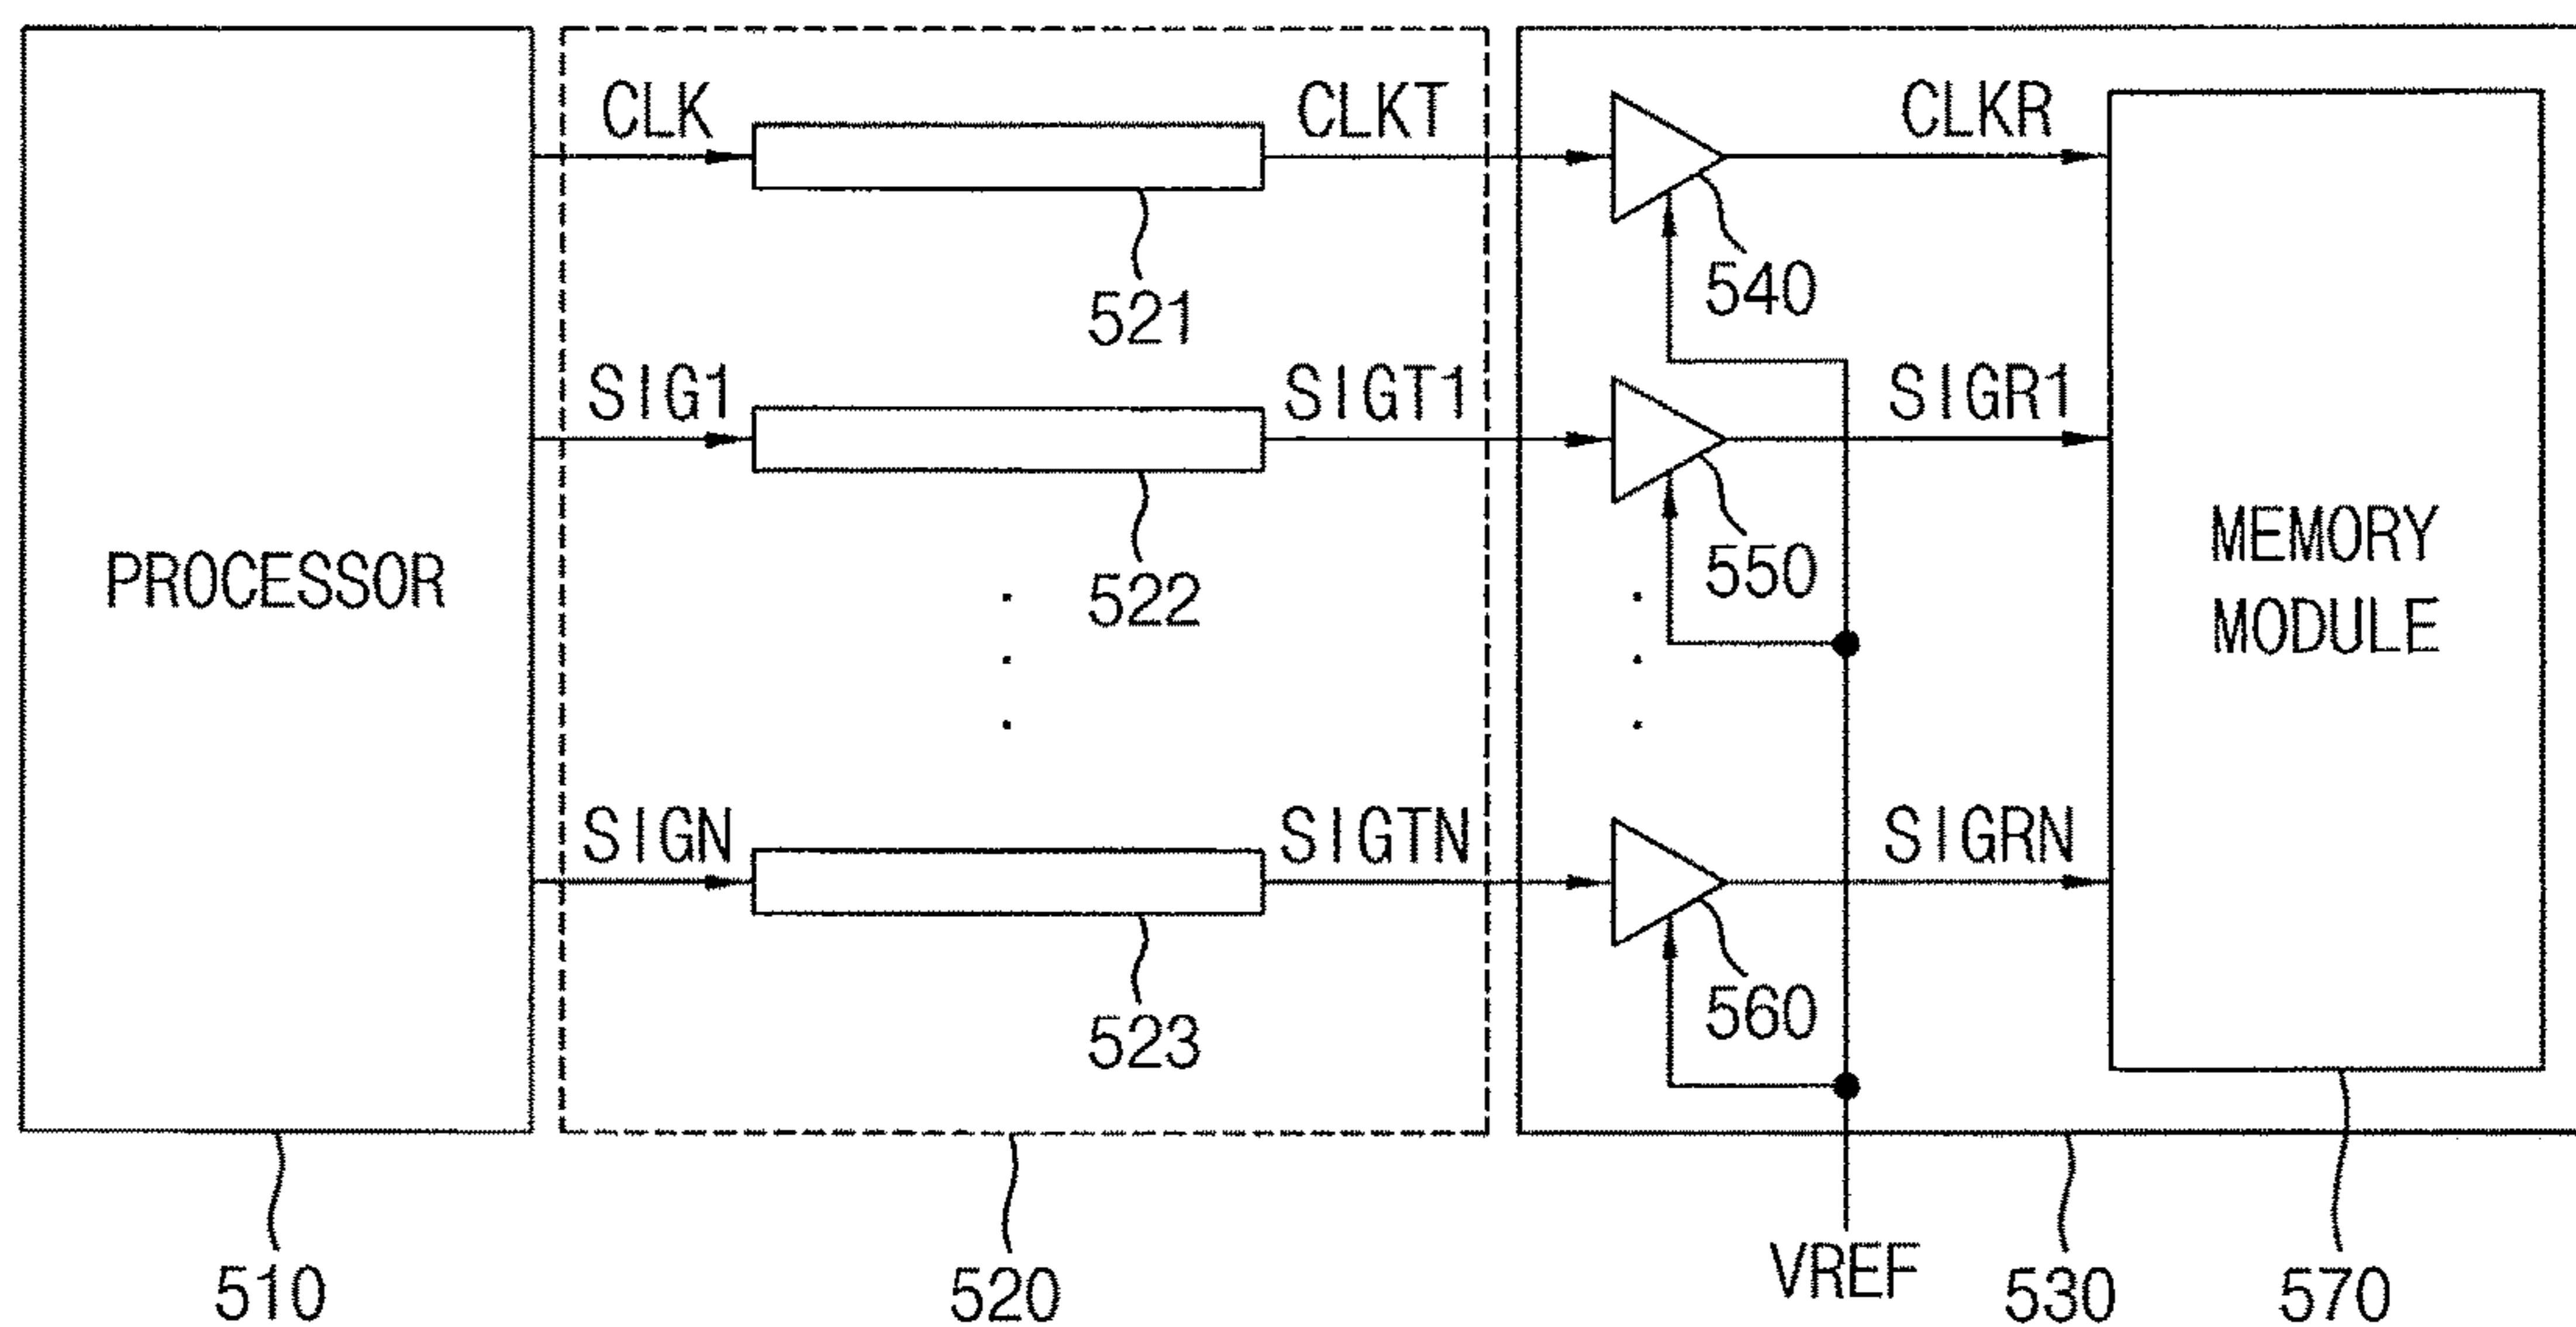 CLK
CLKT
CLKR
521
540
SIG1
SIGT1
SIGR1
522
550
PROCESSOR
MEMORY
MODULE
SIGN
SIGTN
SIGRN
523
560
510
520
VREF
530
570